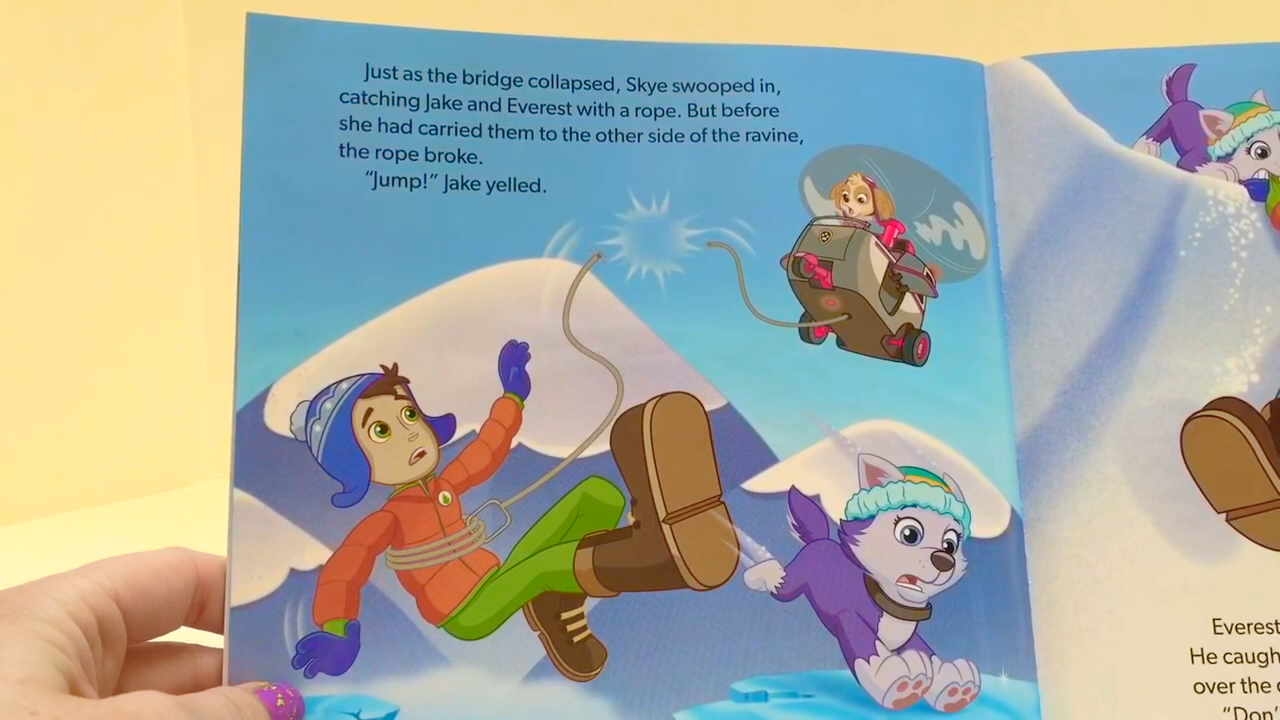 Just as the bridge collapsed, Skye swooped in,
catching Jake and Everest with a rope. But before
she had carried them to the other side of the ravine,
the rope broke.
"Jump!" Jake yelled.
Everest
He caugh
over the
"Don'